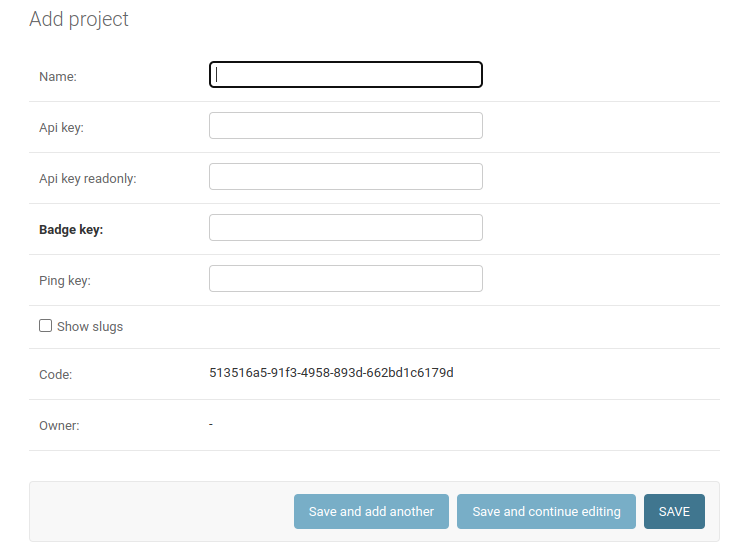 Add project
Name:
Api key:
Api key readonly:
Badge key:
Ping key:
Show slugs
Code: 513516a5-91f3-4958-893d-662bd1c6179d
Owner: -
Save and add another Save and continue editing SAVE